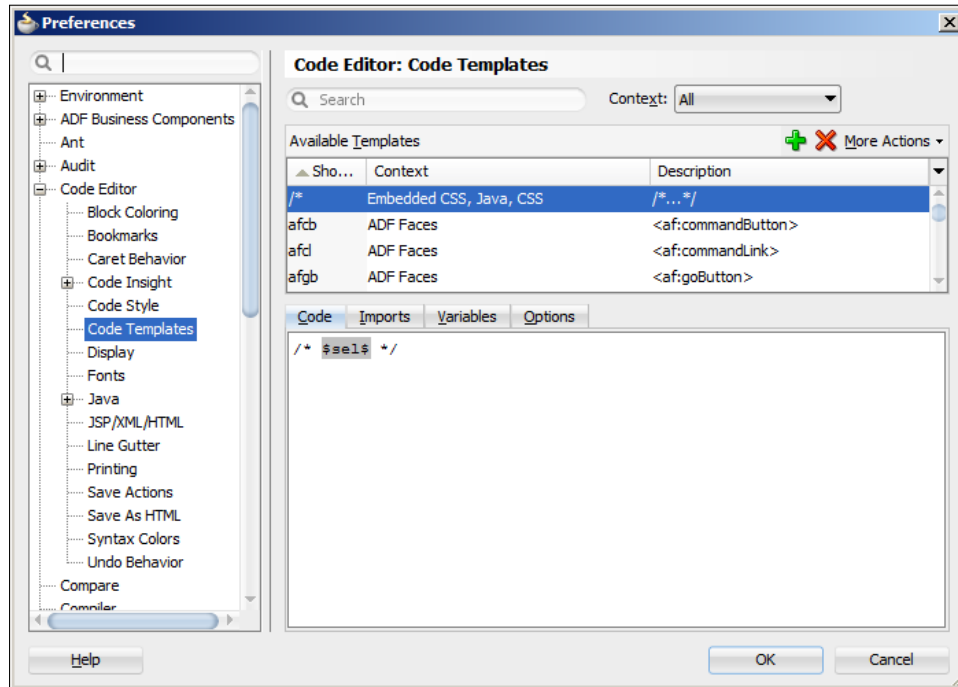 Preferences
Environment
ADF Business Components
Ant
Audit
Code Editor
Block Coloring
Bookmarks
Caret Behavior
Code Insight
Code Style
Code Templates
Display
Fonts
Java
JSP/XML/HTML
Line Gutter
Printing
Save Actions
Save As HTML
Syntax Colors
Undo Behavior
Compare
Compiler
Code Editor: Code Templates
Search Context: All
Available Templates More Actions
Sho... Context Description
/* Embedded CSS, Java, CSS /*...*/
afcb ADF Faces <af:commandButton>
afcl ADF Faces <af:commandLink>
afgb ADF Faces <af:goButton>
Code Imports Variables Options
/* $sel$ */
Help OK Cancel